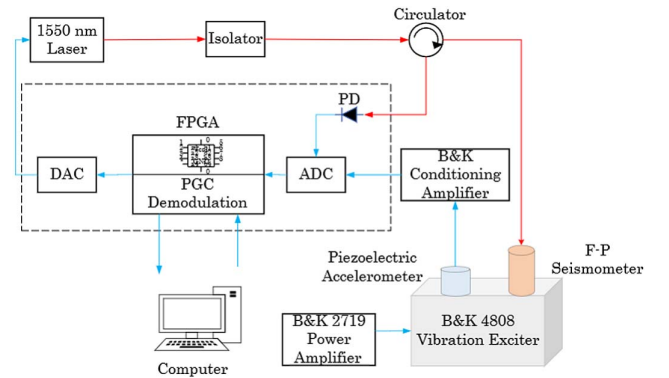 Circulator
1550 nm
Laser
Isolator
PD
FPGA
DAC
PGC
Demodulation
ADC
B&K
Conditioning
Amplifier
Piezoelectric
Accelerometer
F-P
Seismometer
B&K 2719
Power
Amplifier
B&K 4808
Vibration Exciter
Computer